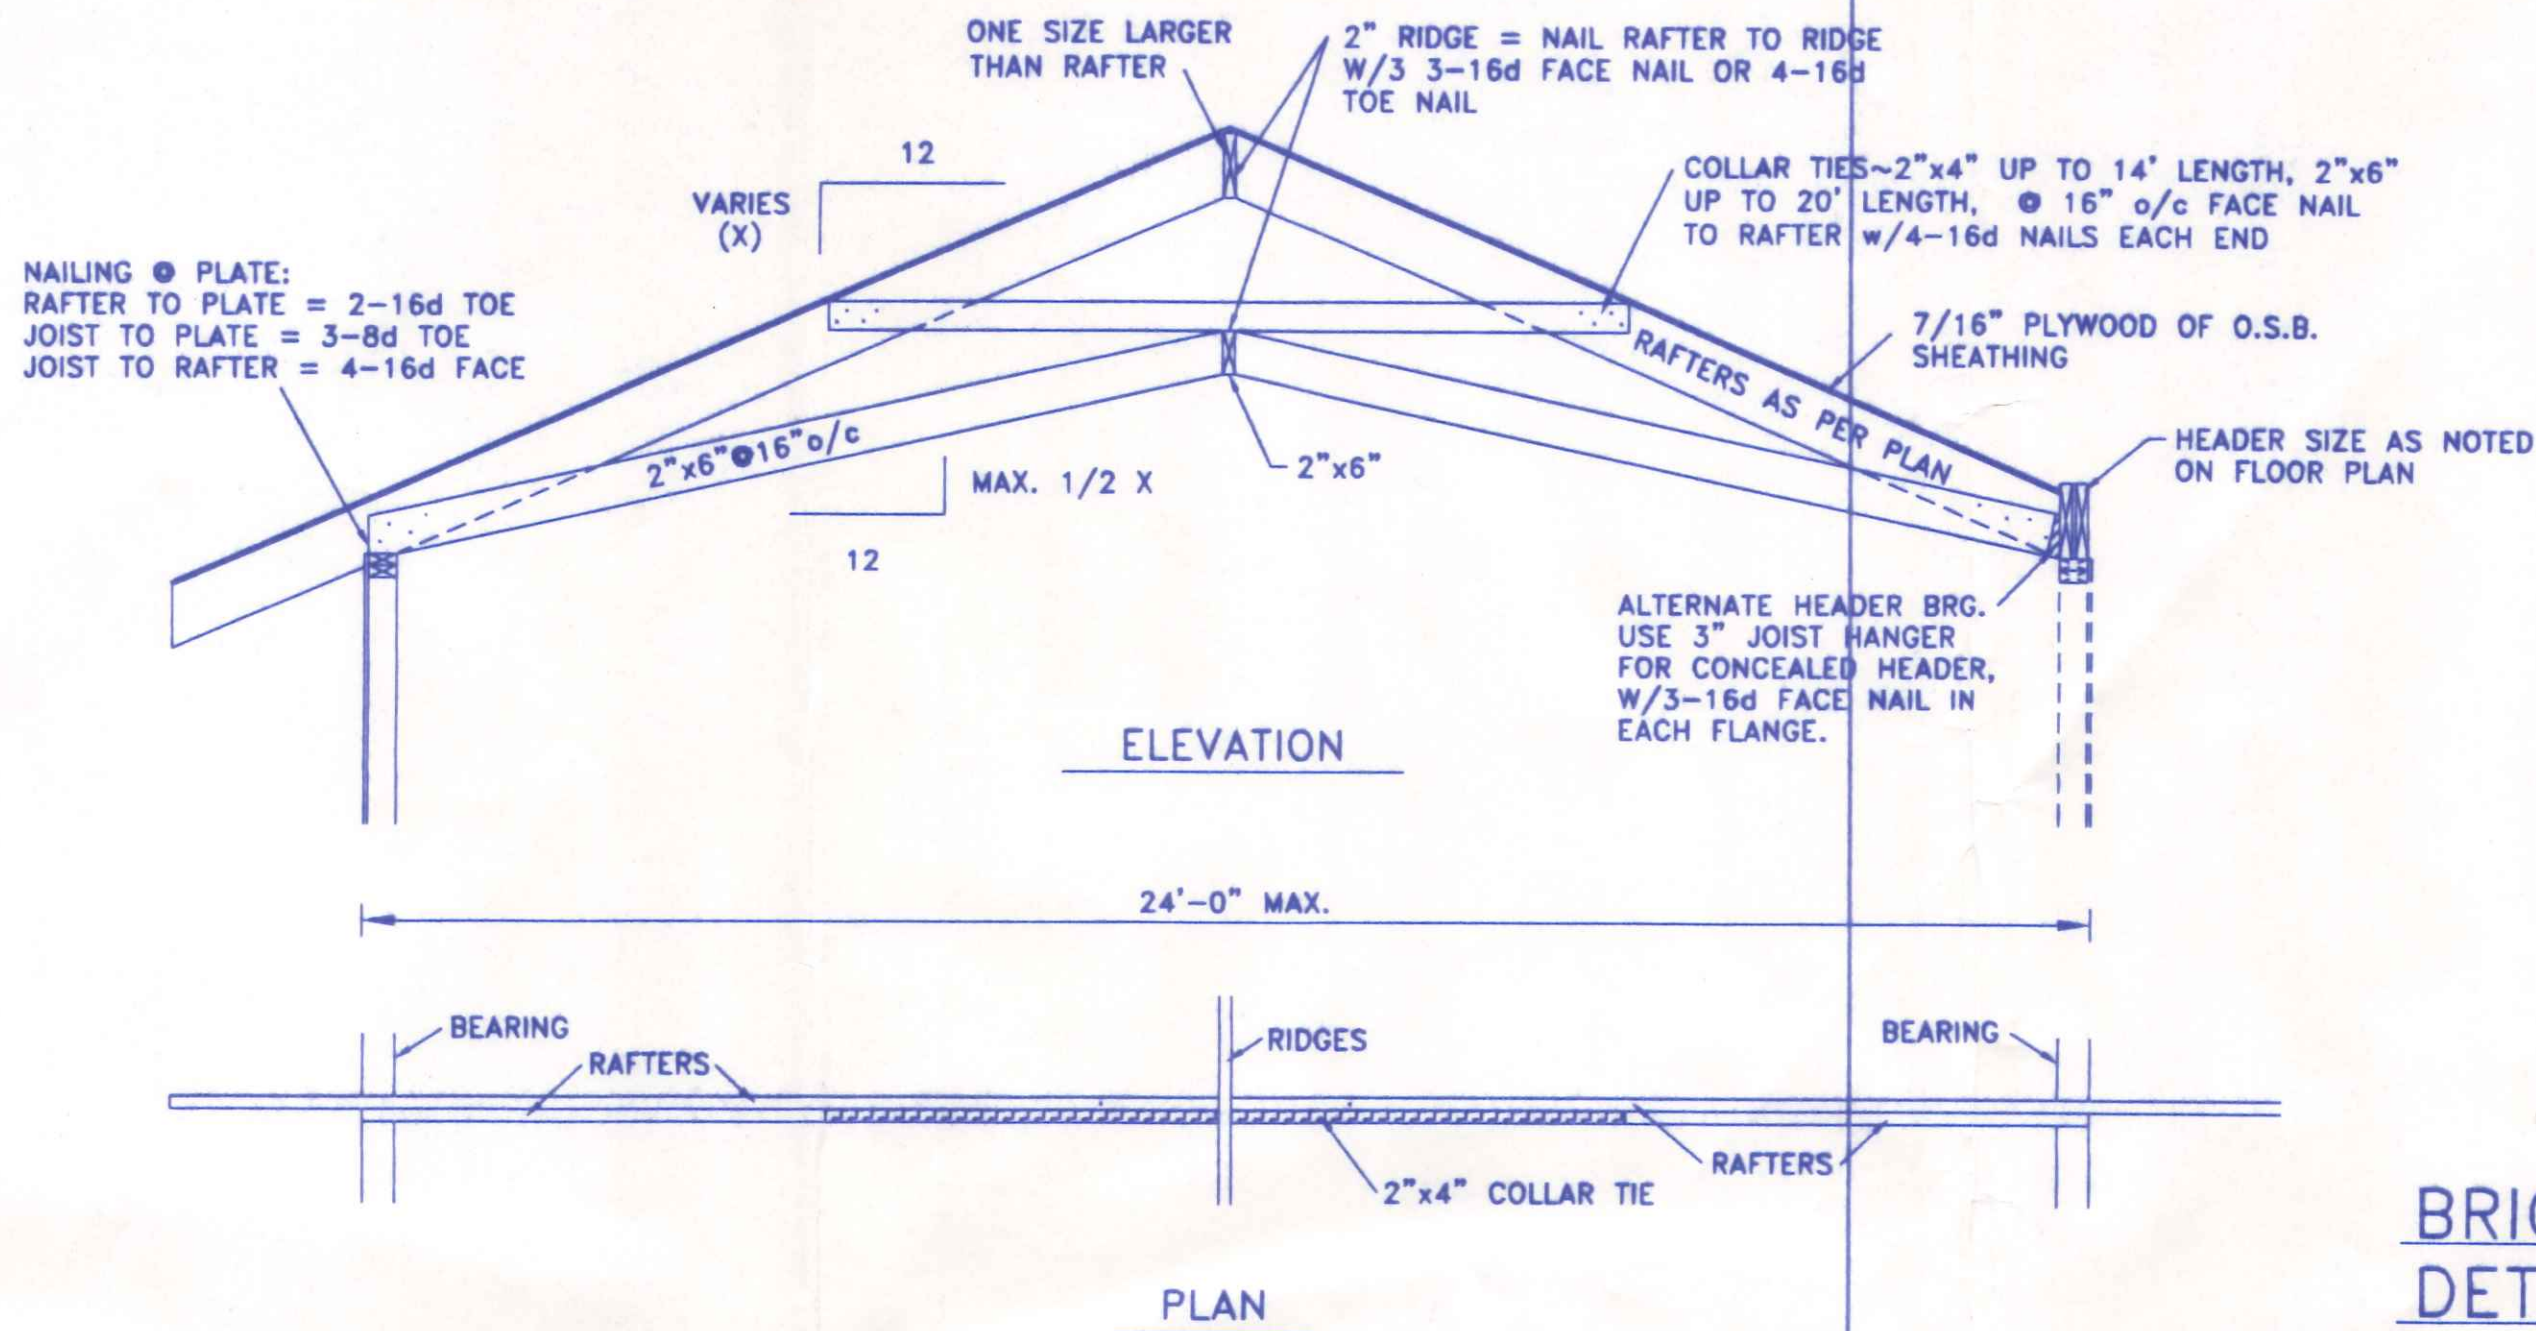 ONE SIZE LARGER
THAN RAFTER
2" RIDGE = NAIL RAFTER TO RIDGE
W/3 3-16d FACE NAIL OR 4-16d
TOE NAIL
12
VARIES
(X)
COLLAR TIES~2"x4" UP TO 14' LENGTH, 2"x6"
UP TO 20' LENGTH, @ 16" o/c FACE NAIL
TO RAFTER w/4-16d NAILS EACH END
NAILING @ PLATE:
RAFTER TO PLATE = 2-16d TOE
JOIST TO PLATE = 3-8d TOE
JOIST TO RAFTER = 4-16d FACE
7/16" PLYWOOD OF O.S.B.
SHEATHING
RAFTERS AS PER PLAN
HEADER SIZE AS NOTED
ON FLOOR PLAN
2"x6"@16"o/c
MAX. 1/2 X
12
2"x6"
ALTERNATE HEADER BRG.
USE 3" JOIST HANGER
FOR CONCEALED HEADER,
W/3-16d FACE NAIL IN
EACH FLANGE.
ELEVATION
24'-0" MAX.
BEARING
RAFTERS
RIDGES
BEARING
RAFTERS
2"x4" COLLAR TIE
PLAN
DET